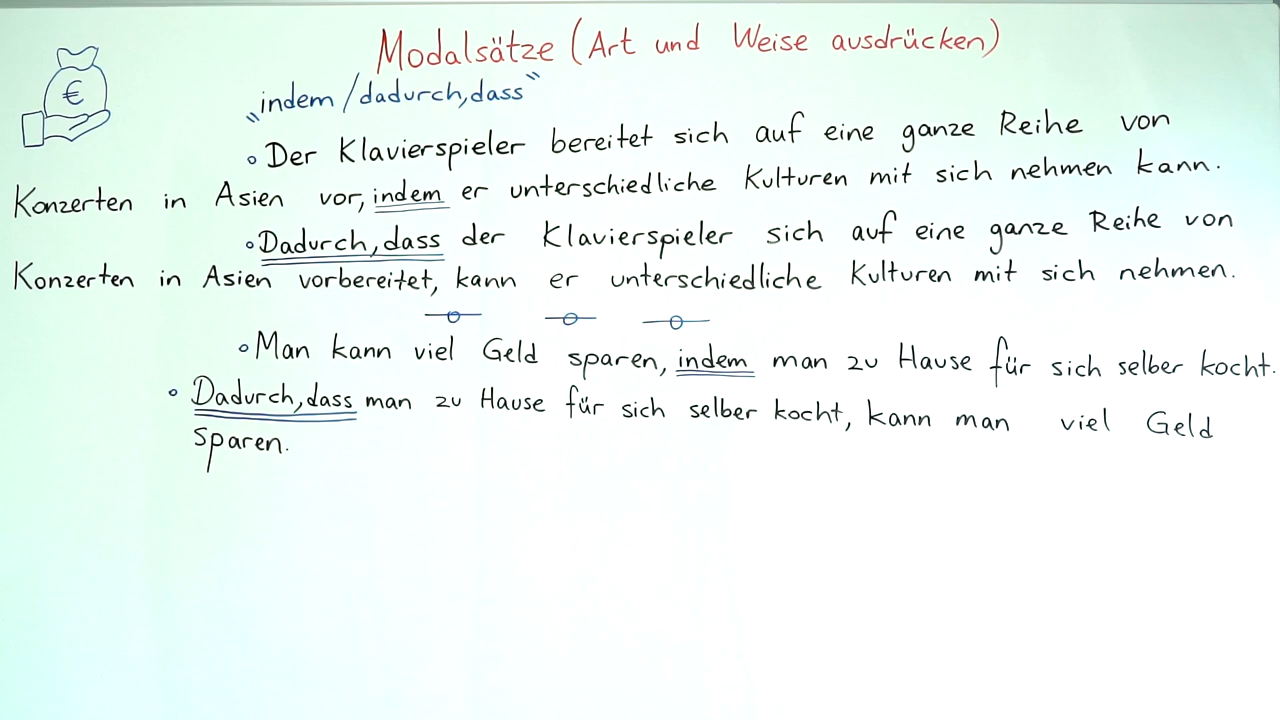 Modalsätze (Art und Weise ausdrücken)
€
„indem / dadurch, dass"
◦ Der Klavierspieler bereitet sich auf eine ganze Reihe von
Konzerten in Asien vor, indem er unterschiedliche Kulturen mit sich nehmen kann.
◦ Dadurch, dass der Klavierspieler sich auf eine ganze Reihe von
Konzerten in Asien vorbereitet, kann er unterschiedliche Kulturen mit sich nehmen.
◦ Man kann viel Geld sparen, indem man zu Hause für sich selber kocht.
◦ Dadurch, dass man zu Hause für sich selber kocht, kann man viel Geld
sparen.